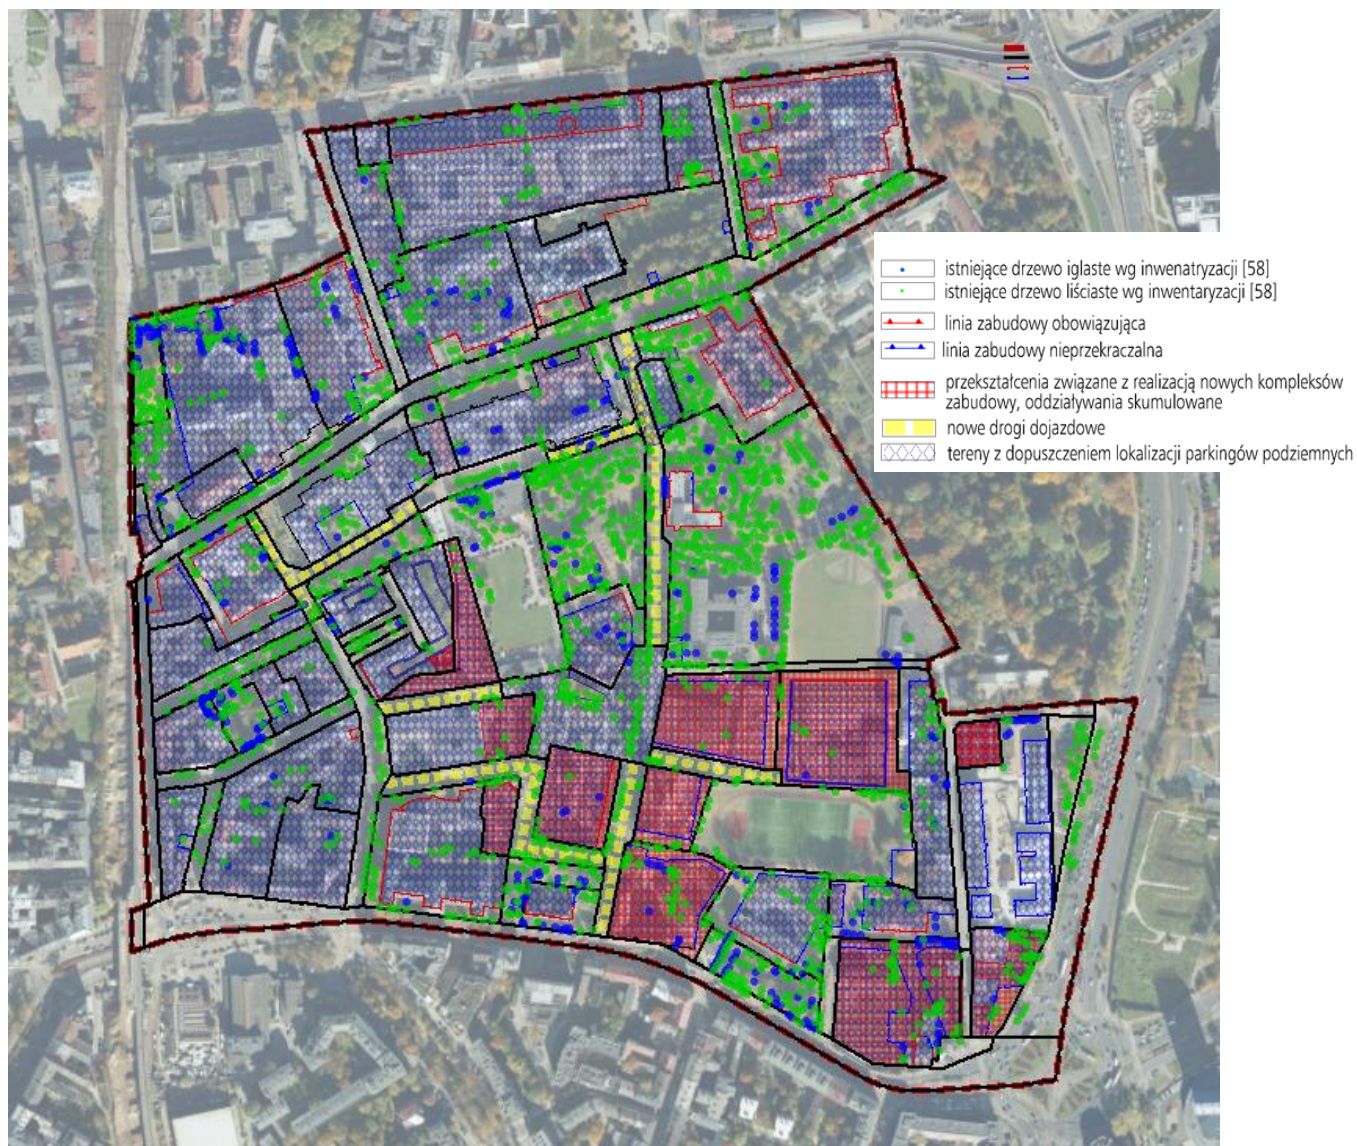 istniejące drzewo iglaste wg inwenatryzacji [58]
istniejące drzewo liściaste wg inwentaryzacji [58]
linia zabudowy obowiązująca
linia zabudowy nieprzekraczalna
przekształcenia związane z realizacją nowych kompleksów
zabudowy, oddziaływania skumulowane
nowe drogi dojazdowe
tereny z dopuszczeniem lokalizacji parkingów podziemnych